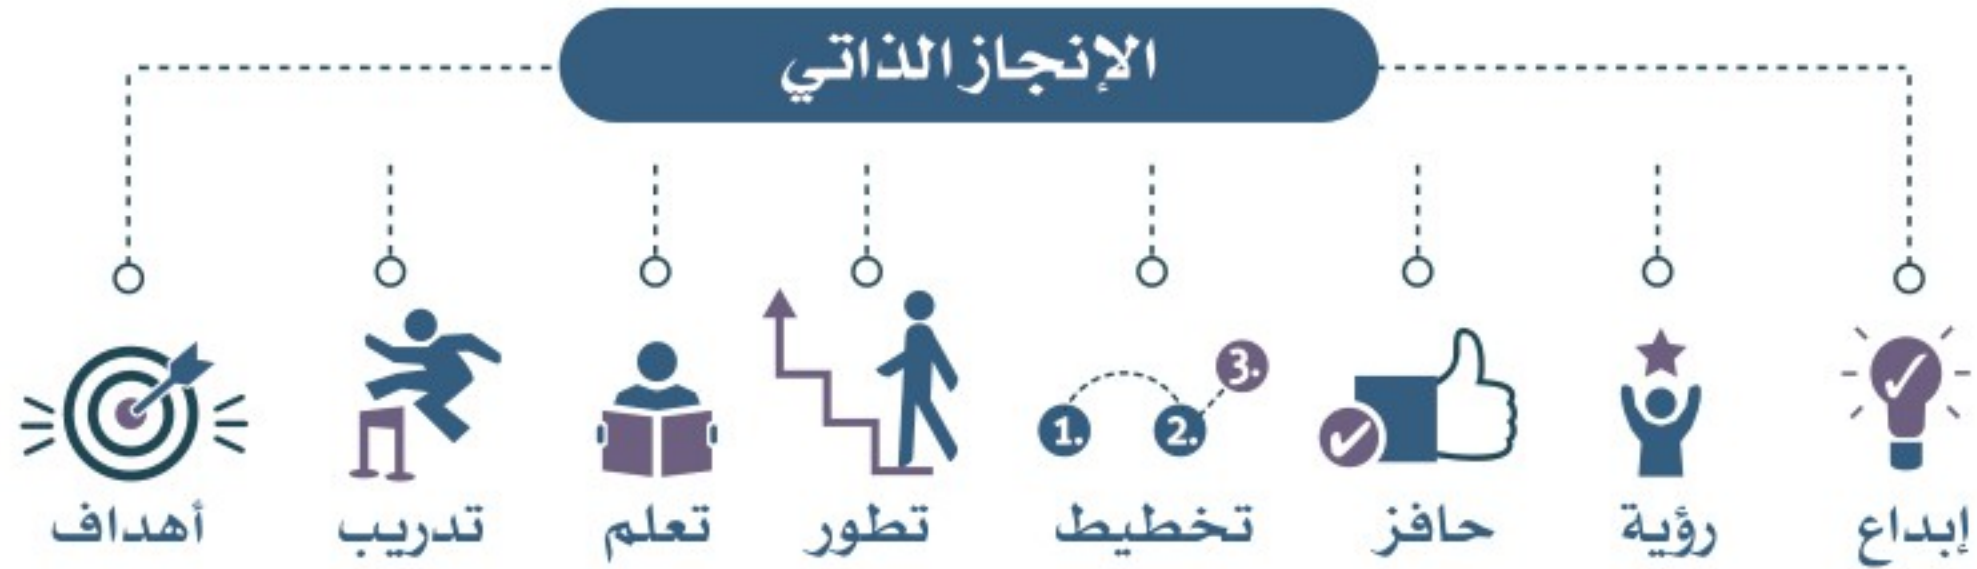 الإنجاز الذاتي
3.
1.
2.
إبداع
رؤية
حافز
تخطيط
تطور
تعلم
تدريب
أهداف